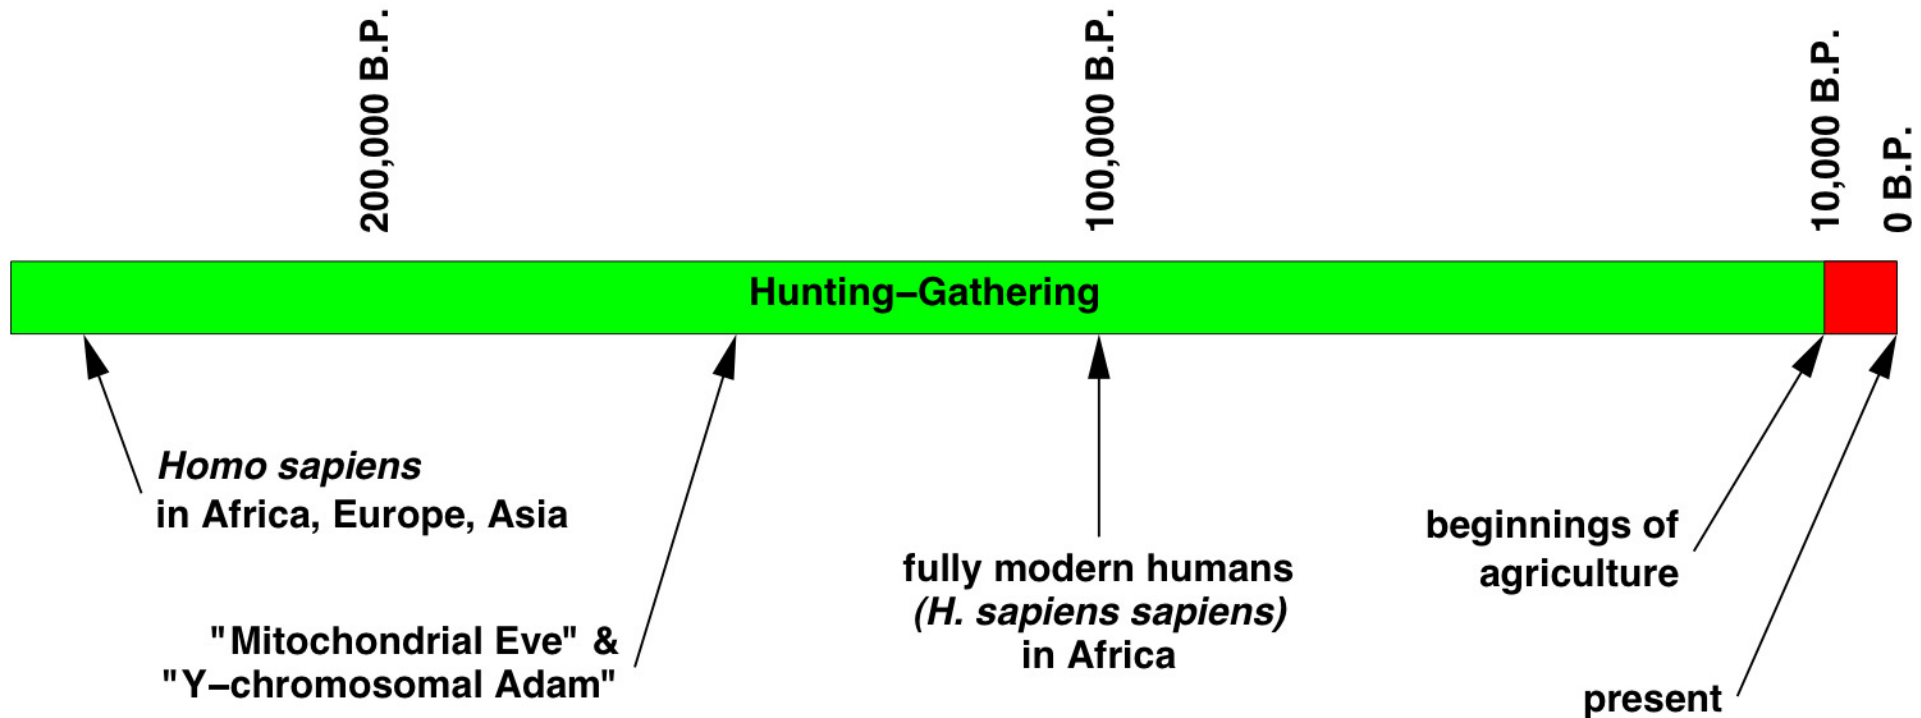 200,000 B.P.
100,000 B.P.
10,000 B.P.
0 B.P.
Hunting–Gathering
Homo sapiens
in Africa, Europe, Asia
"Mitochondrial Eve" &
"Y–chromosomal Adam"
fully modern humans
(H. sapiens sapiens)
in Africa
beginnings of
agriculture
present